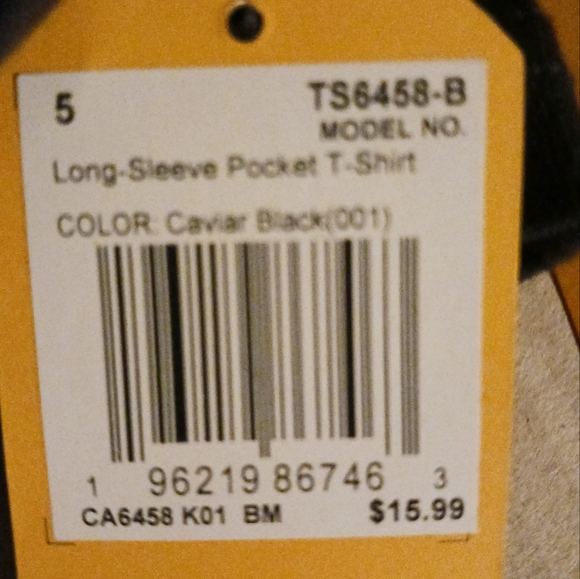 5 TS6458-B
MODEL NO.
Long-Sleeve Pocket T-Shirt
COLOR: Caviar Black(001)
1 96219 86746 3
CA6458 K01 BM $15.99